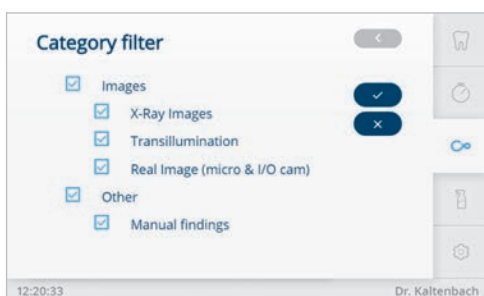 Category filter
Images
X-Ray Images
Transillumination
Real Image (micro & I/O cam)
Other
Manual findings
12:20:33
Dr. Kaltenbach